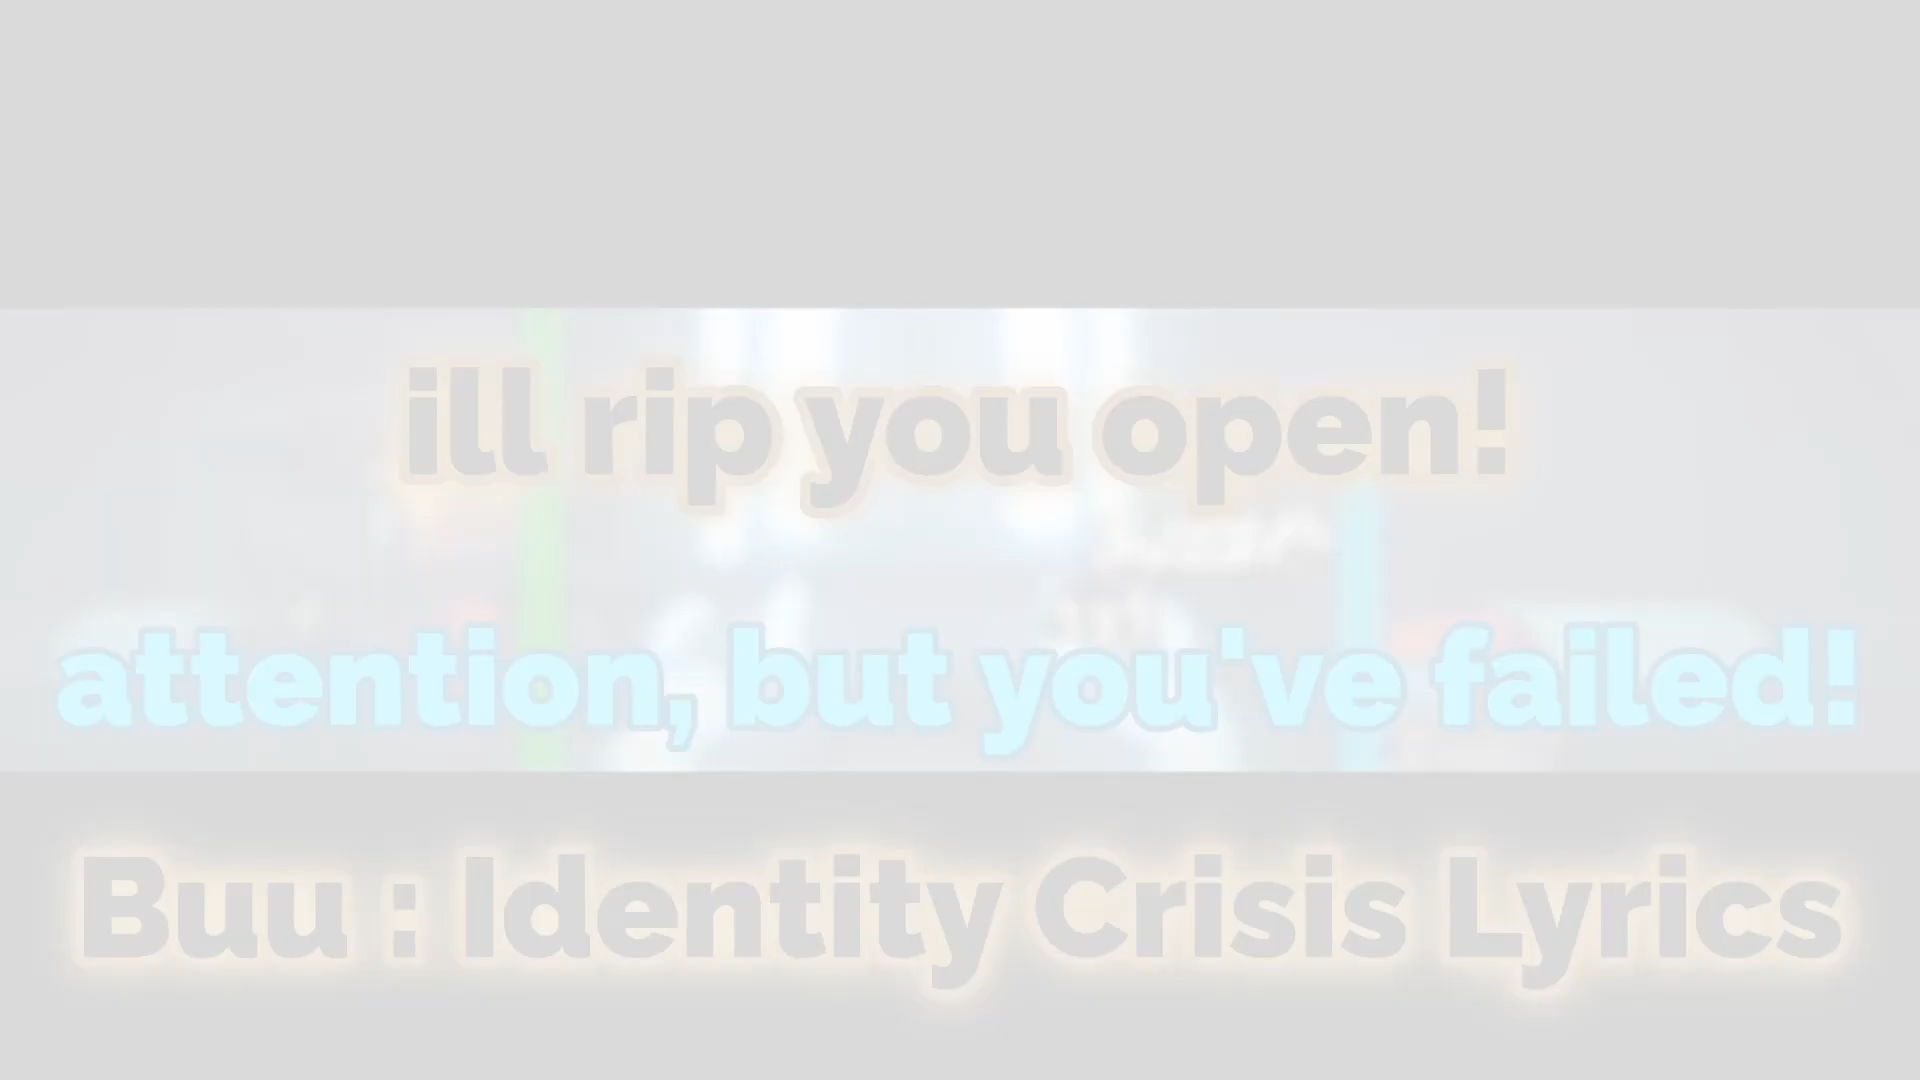 ill rip you open!
attention, but you've failed!
Buu : Identity Crisis Lyrics